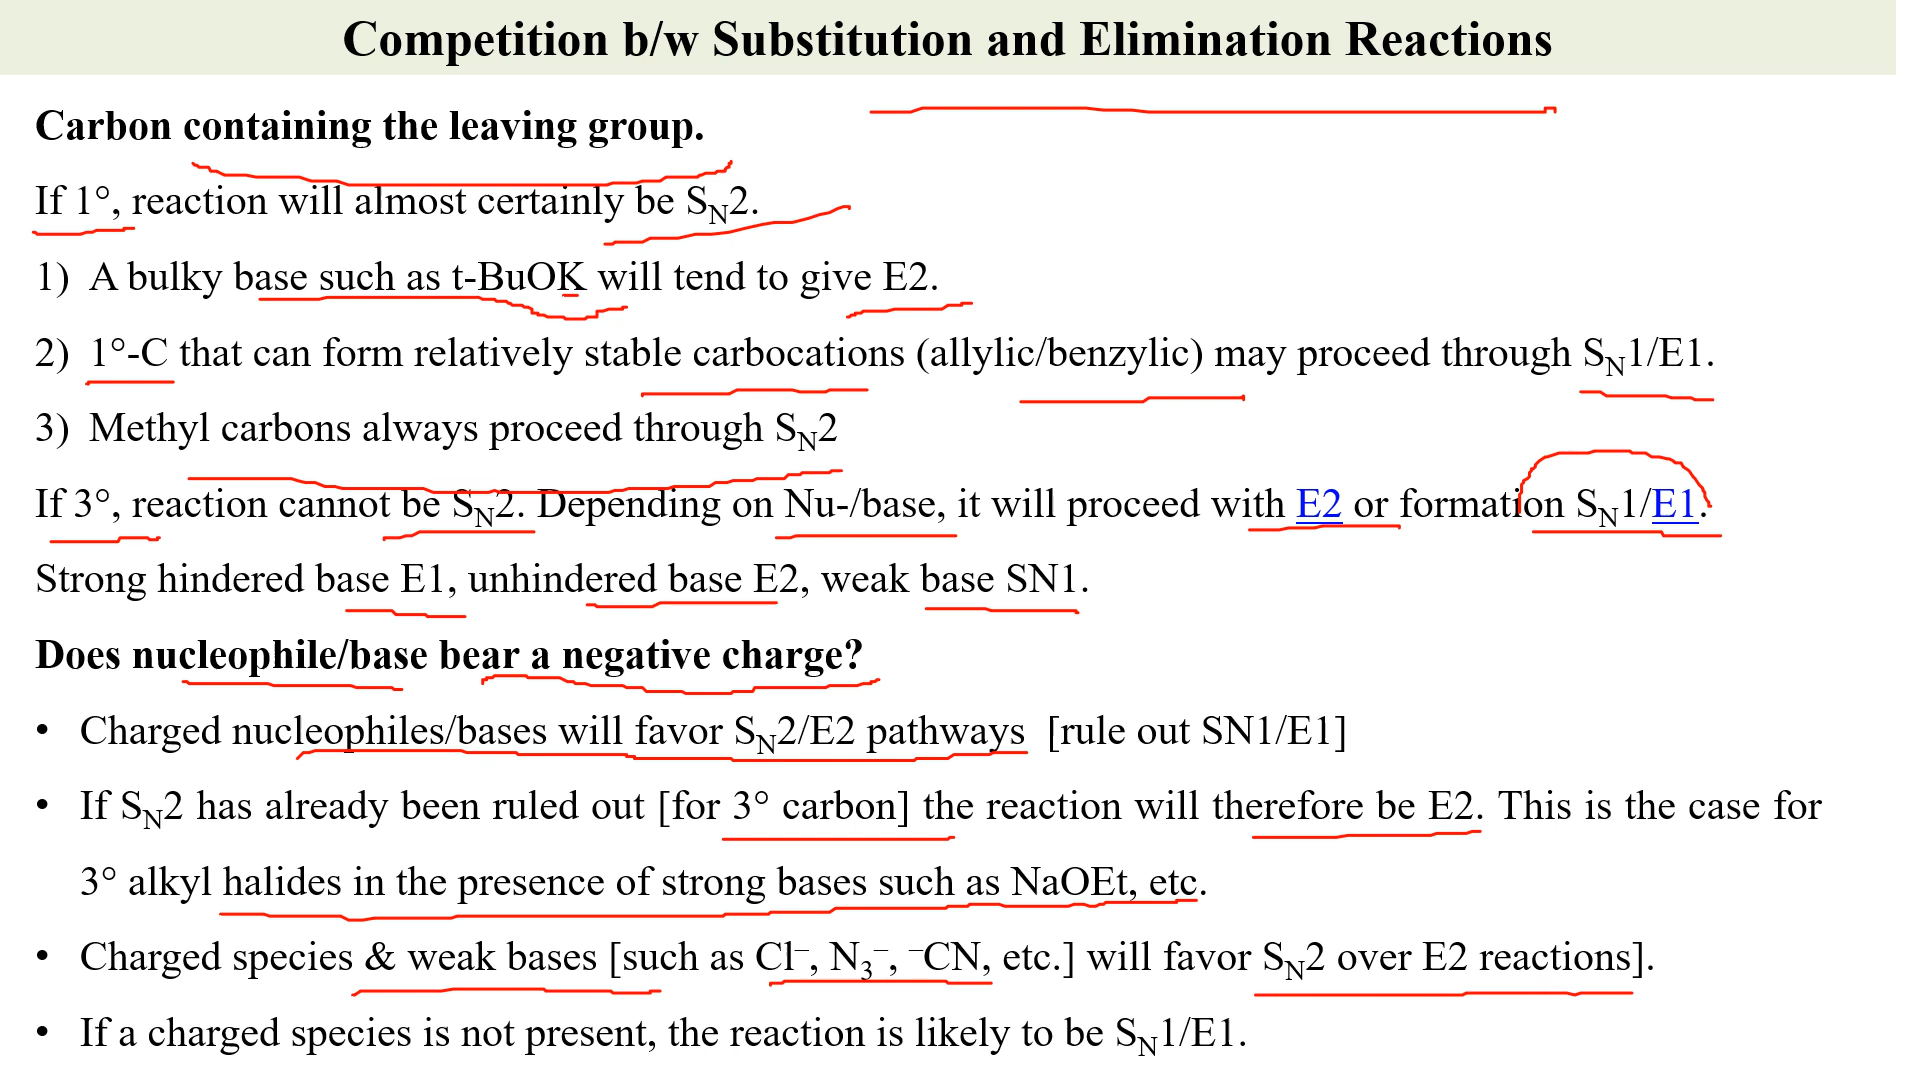 Competition b/w Substitution and Elimination Reactions
Carbon containing the leaving group.
If 1°, reaction will almost certainly be SN2.
1) A bulky base such as t-BuOK will tend to give E2.
2) 1°-C that can form relatively stable carbocations (allylic/benzylic) may proceed through SN1/E1.
3) Methyl carbons always proceed through SN2
If 3°, reaction cannot be SN2. Depending on Nu-/base, it will proceed with E2 or formation SN1/E1.
Strong hindered base E1, unhindered base E2, weak base SN1.
Does nucleophile/base bear a negative charge?
• Charged nucleophiles/bases will favor SN2/E2 pathways [rule out SN1/E1]
• If SN2 has already been ruled out [for 3° carbon] the reaction will therefore be E2. This is the case for
3° alkyl halides in the presence of strong bases such as NaOEt, etc.
• Charged species & weak bases [such as Cl⁻, N₃⁻, ⁻CN, etc.] will favor SN2 over E2 reactions].
• If a charged species is not present, the reaction is likely to be SN1/E1.